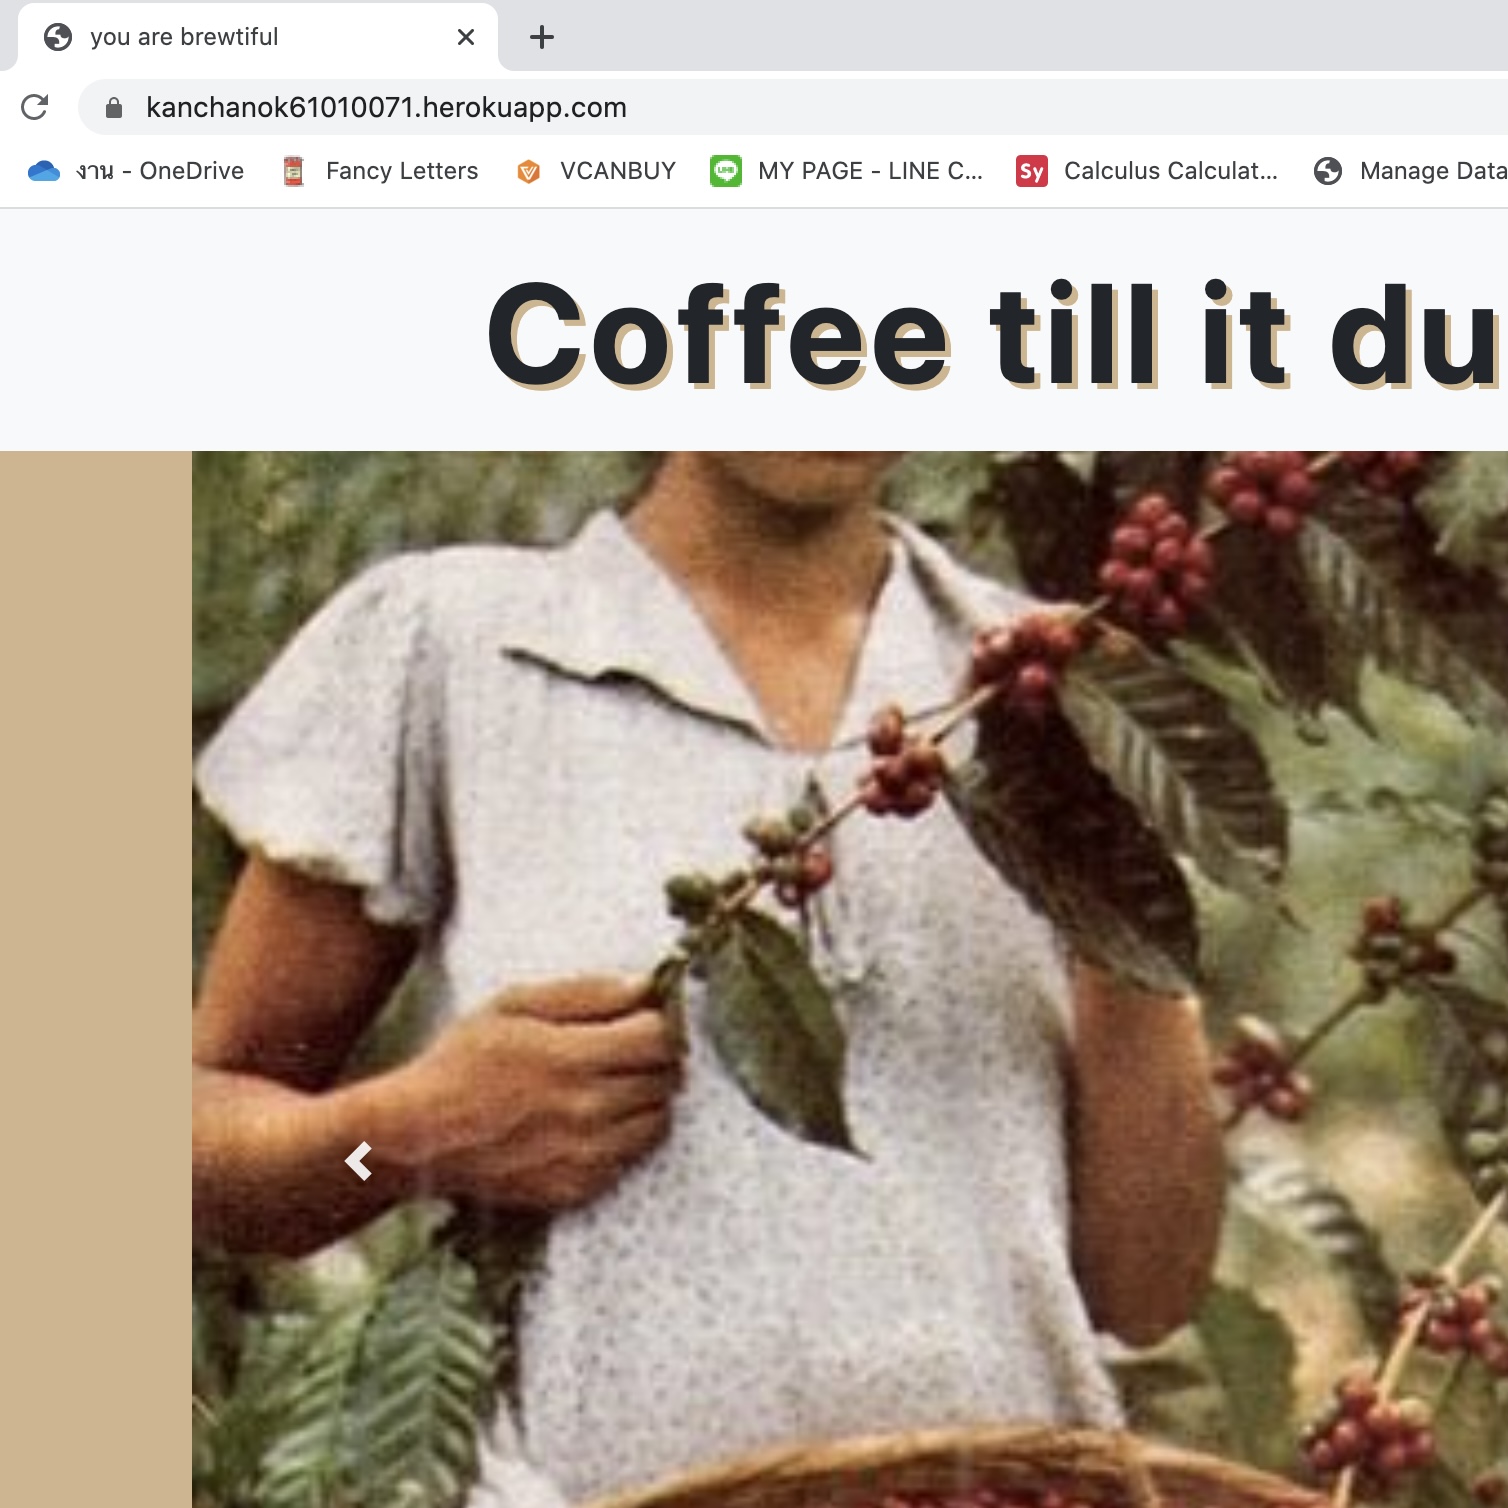 you are brewtiful
kanchanok61010071.herokuapp.com
งาน - OneDrive Fancy Letters VCANBUY MY PAGE - LINE C... Sy Calculus Calculat... Manage Data
Coffee till it du